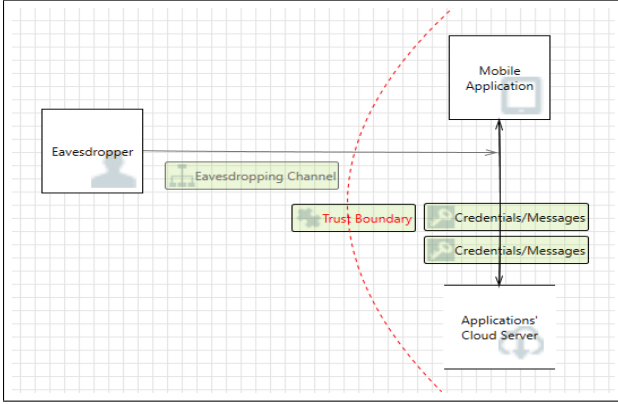 Mobile
Application
Eavesdropper
Eavesdropping Channel
Trust Boundary
Credentials/Messages
Credentials/Messages
Applications'
Cloud Server